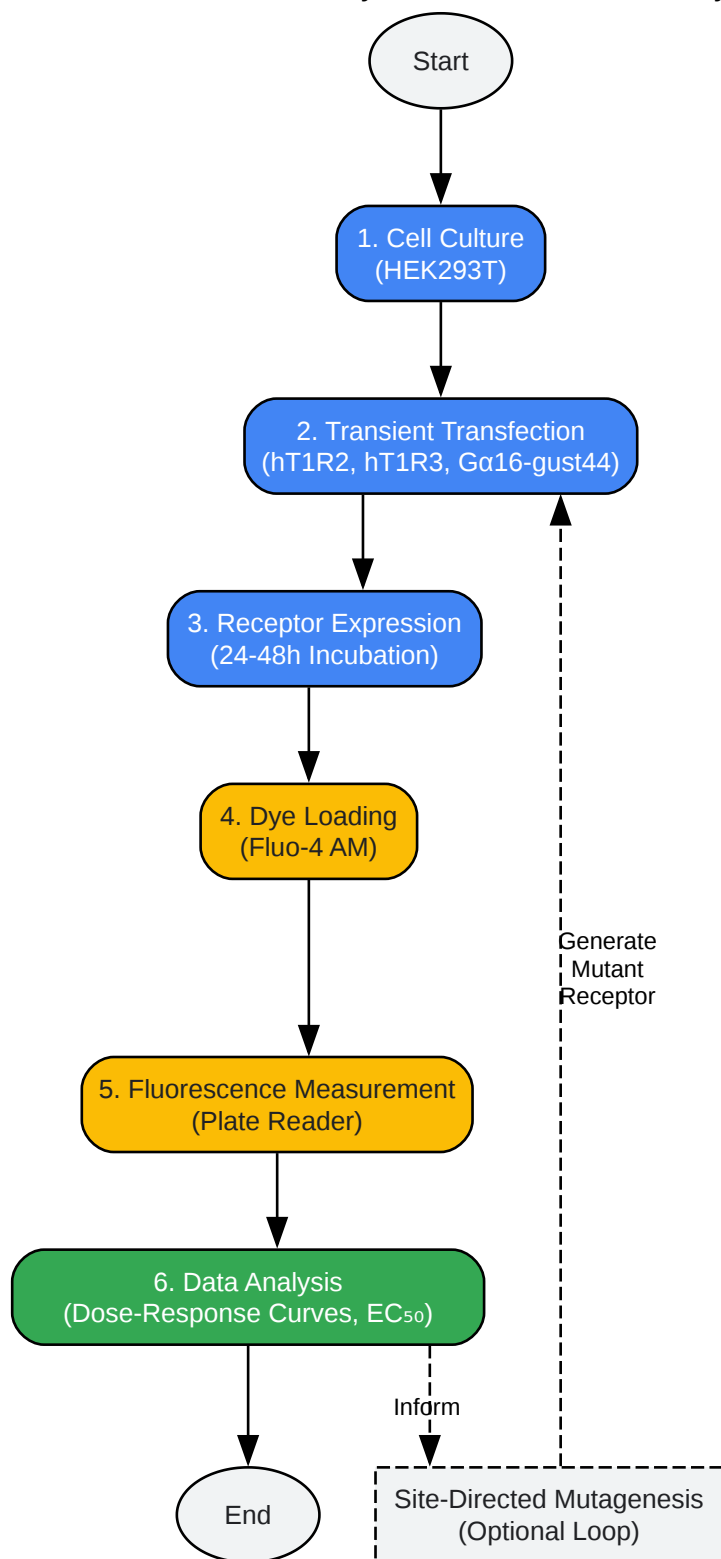 Start
1. Cell Culture
(HEK293T)
2. Transient Transfection
(hT1R2, hT1R3, Gα16-gust44)
3. Receptor Expression
(24-48h Incubation)
4. Dye Loading
(Fluo-4 AM)
Generate
Mutant
Receptor
5. Fluorescence Measurement
(Plate Reader)
6. Data Analysis
(Dose-Response Curves, EC₅₀)
Inform
End
Site-Directed Mutagenesis
(Optional Loop)